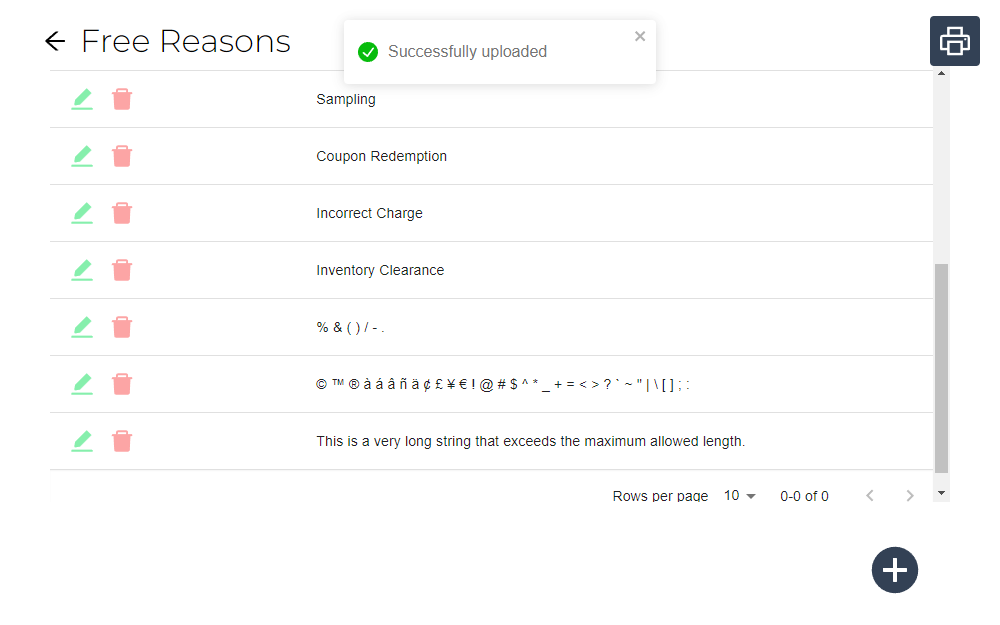 Free Reasons
Successfully uploaded
Sampling
Coupon Redemption
Incorrect Charge
Inventory Clearance
% & ( ) / - .
© ™ ® à á â ñ ä ¢ £ ¥ € ! @ # $ ^ * _ + = < > ? ` ~ " | \ [ ] ; :
This is a very long string that exceeds the maximum allowed length.
Rows per page 10 0-0 of 0